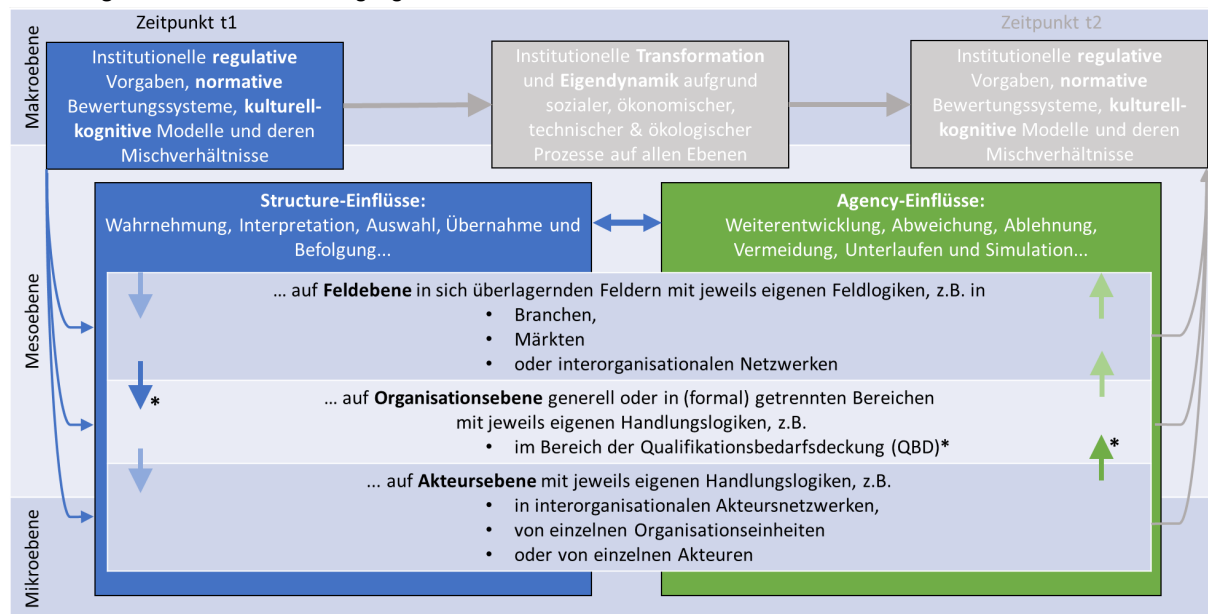 Zeitpunkt t1
Zeitpunkt t2
Makroebene
Institutionelle regulative
Vorgaben, normative
Bewertungssysteme, kulturell-
kognitive Modelle und deren
Mischverhältnisse
Institutionelle Transformation
und Eigendynamik aufgrund
sozialer, ökonomischer,
technischer & ökologischer
Prozesse auf allen Ebenen
Institutionelle regulative
Vorgaben, normative
Bewertungssysteme, kulturell-
kognitive Modelle und deren
Mischverhältnisse
Mesoebene
Structure-Einflüsse:
Wahrnehmung, Interpretation, Auswahl, Übernahme und
Befolgung...
Agency-Einflüsse:
Weiterentwicklung, Abweichung, Ablehnung,
Vermeidung, Unterlaufen und Simulation...
... auf Feldebene in sich überlagernden Feldern mit jeweils eigenen Feldlogiken, z.B. in
• Branchen,
• Märkten
• oder interorganisationalen Netzwerken
*
... auf Organisationsebene generell oder in (formal) getrennten Bereichen
mit jeweils eigenen Handlungslogiken, z.B.
• im Bereich der Qualifikationsbedarfsdeckung (QBD)*
*
... auf Akteursebene mit jeweils eigenen Handlungslogiken, z.B.
• in interorganisationalen Akteursnetzwerken,
• von einzelnen Organisationseinheiten
• oder von einzelnen Akteuren
Mikroebene